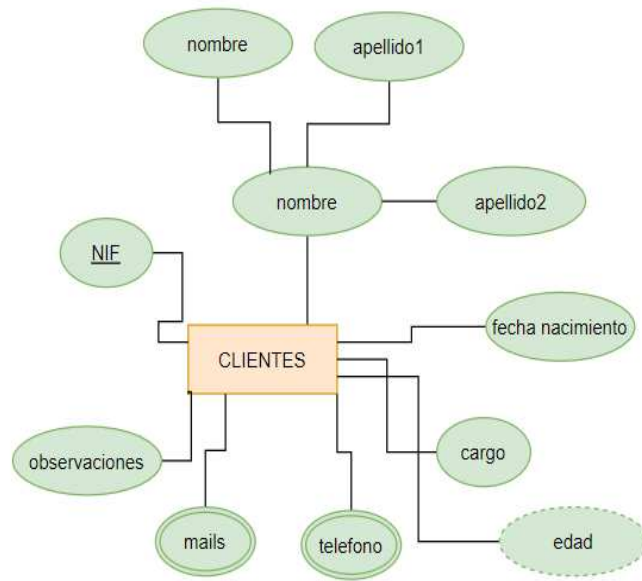 nombre
apellido1
nombre
apellido2
NIF
fecha nacimiento
CLIENTES
observaciones
cargo
mails
telefono
edad